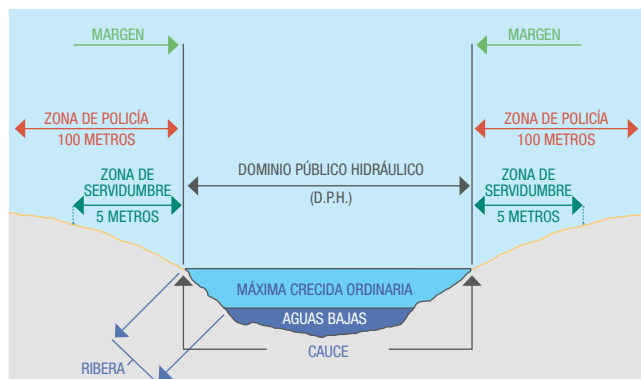 MARGEN
MARGEN
ZONA DE POLICÍA
100 METROS
ZONA DE POLICÍA
100 METROS
DOMINIO PÚBLICO HIDRÁULICO
(D.P.H.)
ZONA DE
SERVIDUMBRE
5 METROS
ZONA DE
SERVIDUMBRE
5 METROS
MÁXIMA CRECIDA ORDINARIA
AGUAS BAJAS
CAUCE
RIBERA